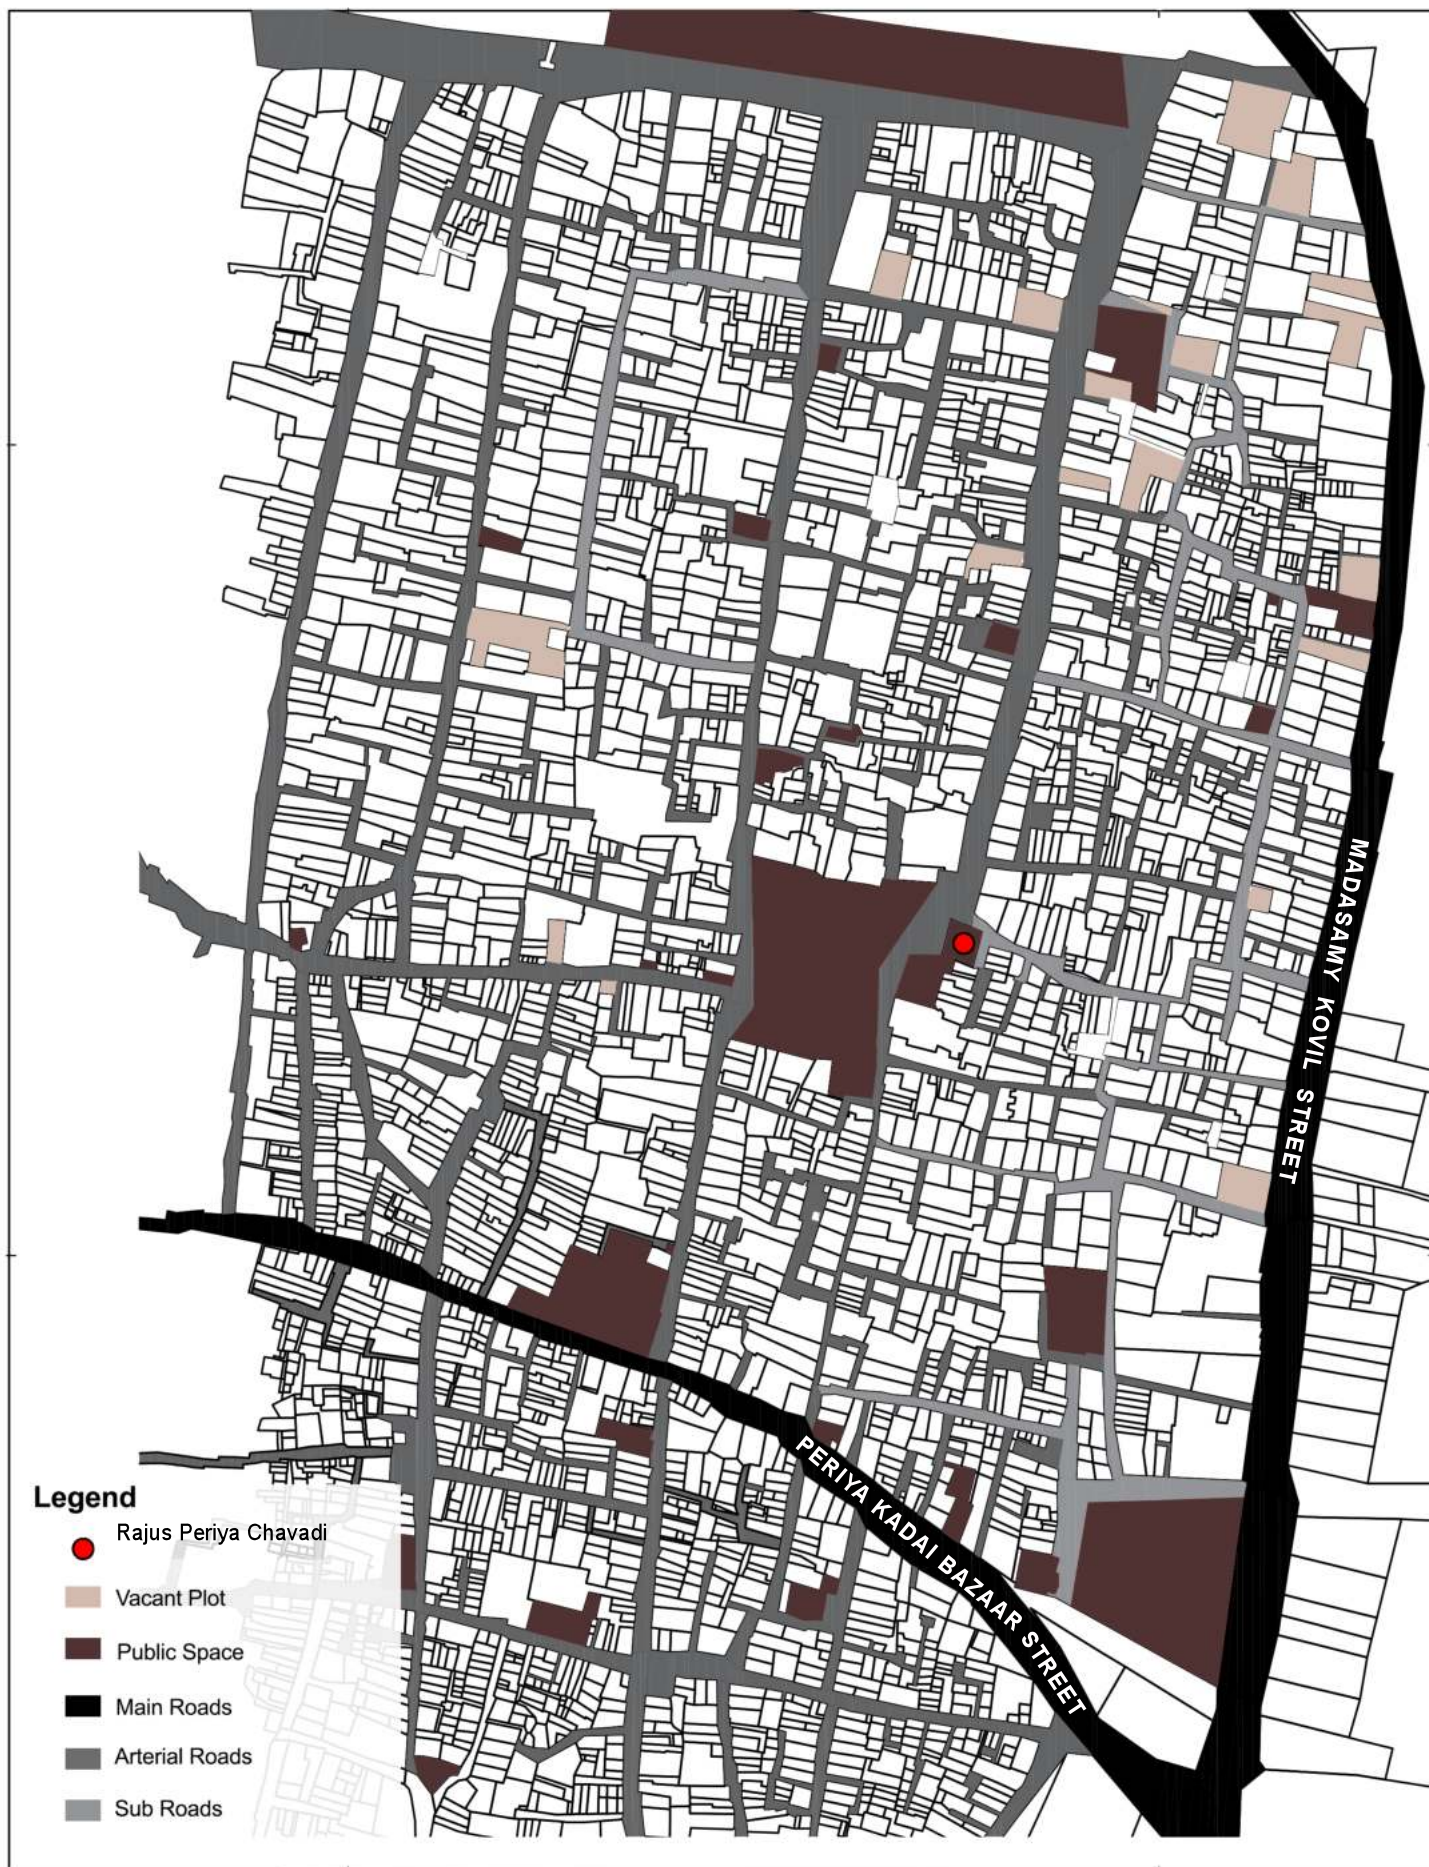 MADASAMY KOVIL STREET
PERIYA KADAI BAZAAR STREET
Legend
Rajus Periya Chavadi
Vacant Plot
Public Space
Main Roads
Arterial Roads
Sub Roads